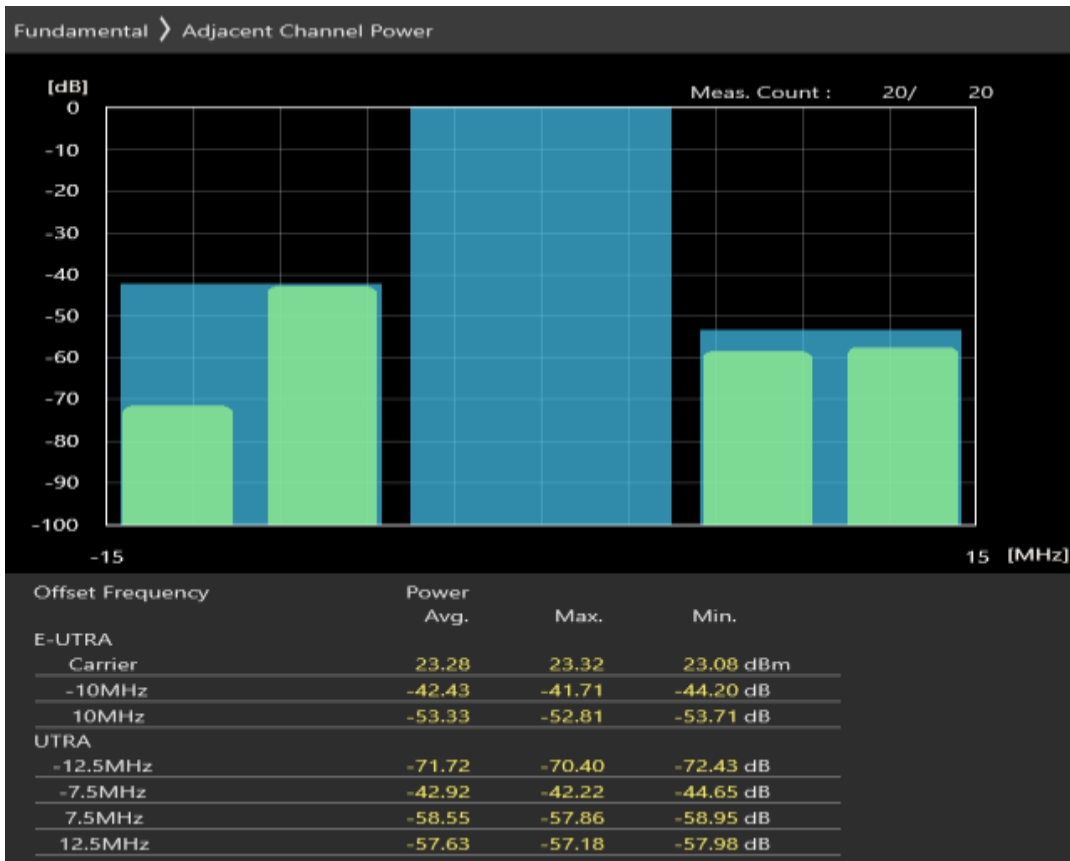 Fundamental 》 Adjacent Channel Power
[dB]
Meas. Count : 20/ 20
0
-10
-20
-30
-40
-50
-60
-70
-80
-90
-100
-15 15 [MHz]
Offset Frequency Power
Avg. Max. Min.
E-UTRA
Carrier 23.28 23.32 23.08 dBm
-10MHz -42.43 -41.71 -44.20 dB
10MHz -53.33 -52.81 -53.71 dB
UTRA
-12.5MHz -71.72 -70.40 -72.43 dB
-7.5MHz -42.92 -42.22 -44.65 dB
7.5MHz -58.55 -57.86 -58.95 dB
12.5MHz -57.63 -57.18 -57.98 dB